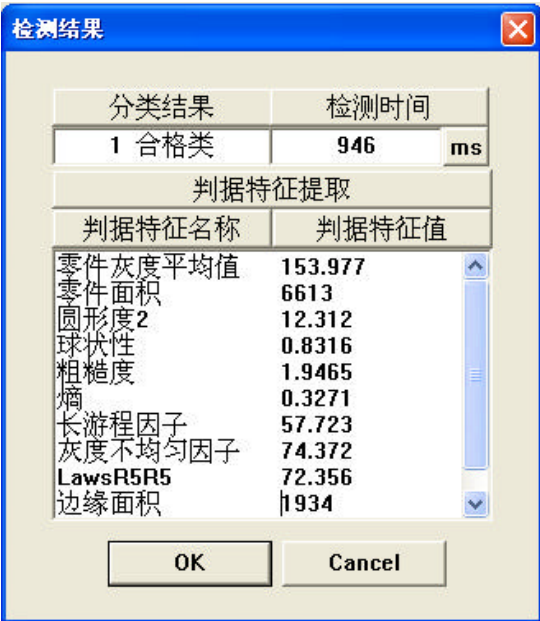 检测结果
分类结果 检测时间
1 合格类 946 ms
判据特征提取
判据特征名称 判据特征值
零件灰度平均值 153.977
零件面积 6613
圆形度2 12.312
球状性 0.8316
粗糙度 1.9465
熵 0.3271
长游程因子 57.723
灰度不均匀因子 74.372
LawsR5R5 72.356
边缘面积 1934
OK Cancel